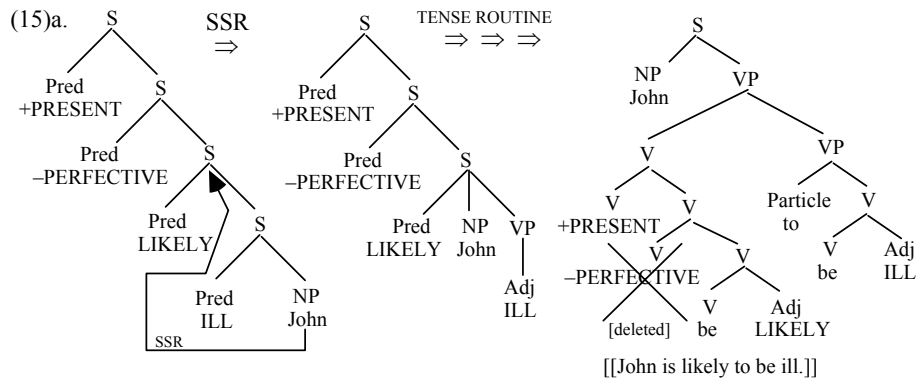 (15)a.
SSR
⇒
TENSE ROUTINE
⇒ ⇒ ⇒
S
Pred
+PRESENT
S
Pred
–PERFECTIVE
S
Pred
LIKELY
S
Pred
ILL
NP
John
SSR
S
Pred
+PRESENT
S
Pred
–PERFECTIVE
S
Pred
LIKELY
NP
John
VP
Adj
ILL
S
NP
John
VP
V
VP
V
+PRESENT
V
Particle
to
V
V
–PERFECTIVE
[deleted]
V
V
be
Adj
LIKELY
V
be
Adj
ILL
[[John is likely to be ill.]]